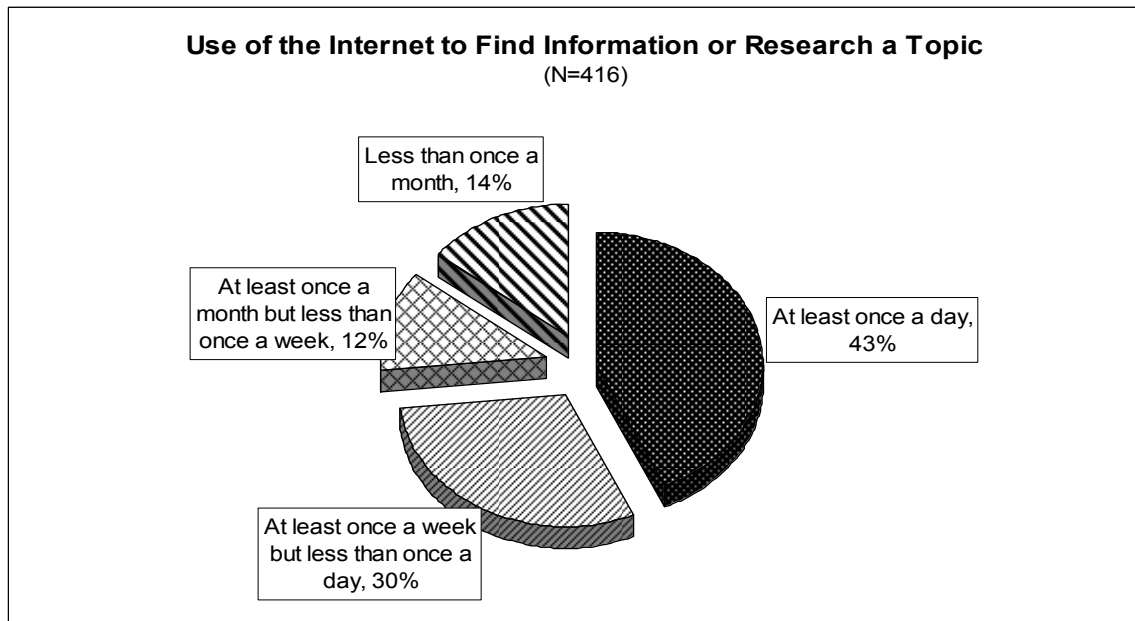 Use of the Internet to Find Information or Research a Topic
(N=416)
Less than once a
month, 14%
At least once a
month but less than
once a week, 12%
At least once a day,
43%
At least once a week
but less than once a
day, 30%